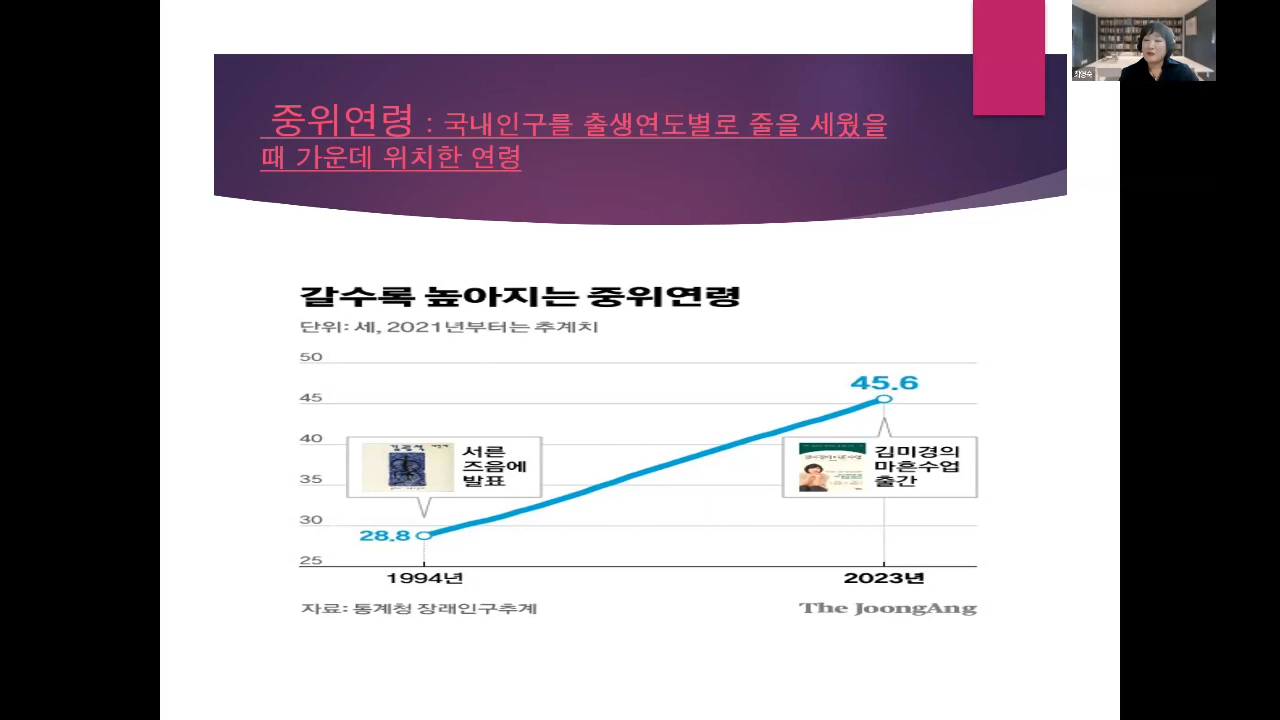 중위연령 : 국내인구를 출생연도별로 줄을 세웠을
때 가운데 위치한 연령
갈수록 높아지는 중위연령
단위: 세, 2021년부터는 추계치
50
45
40
35
30
25
45.6
서른
즈음에
발표
김미경의
마흔수업
출간
28.8
1994년
2023년
자료: 통계청 장래인구추계
The JoongAng